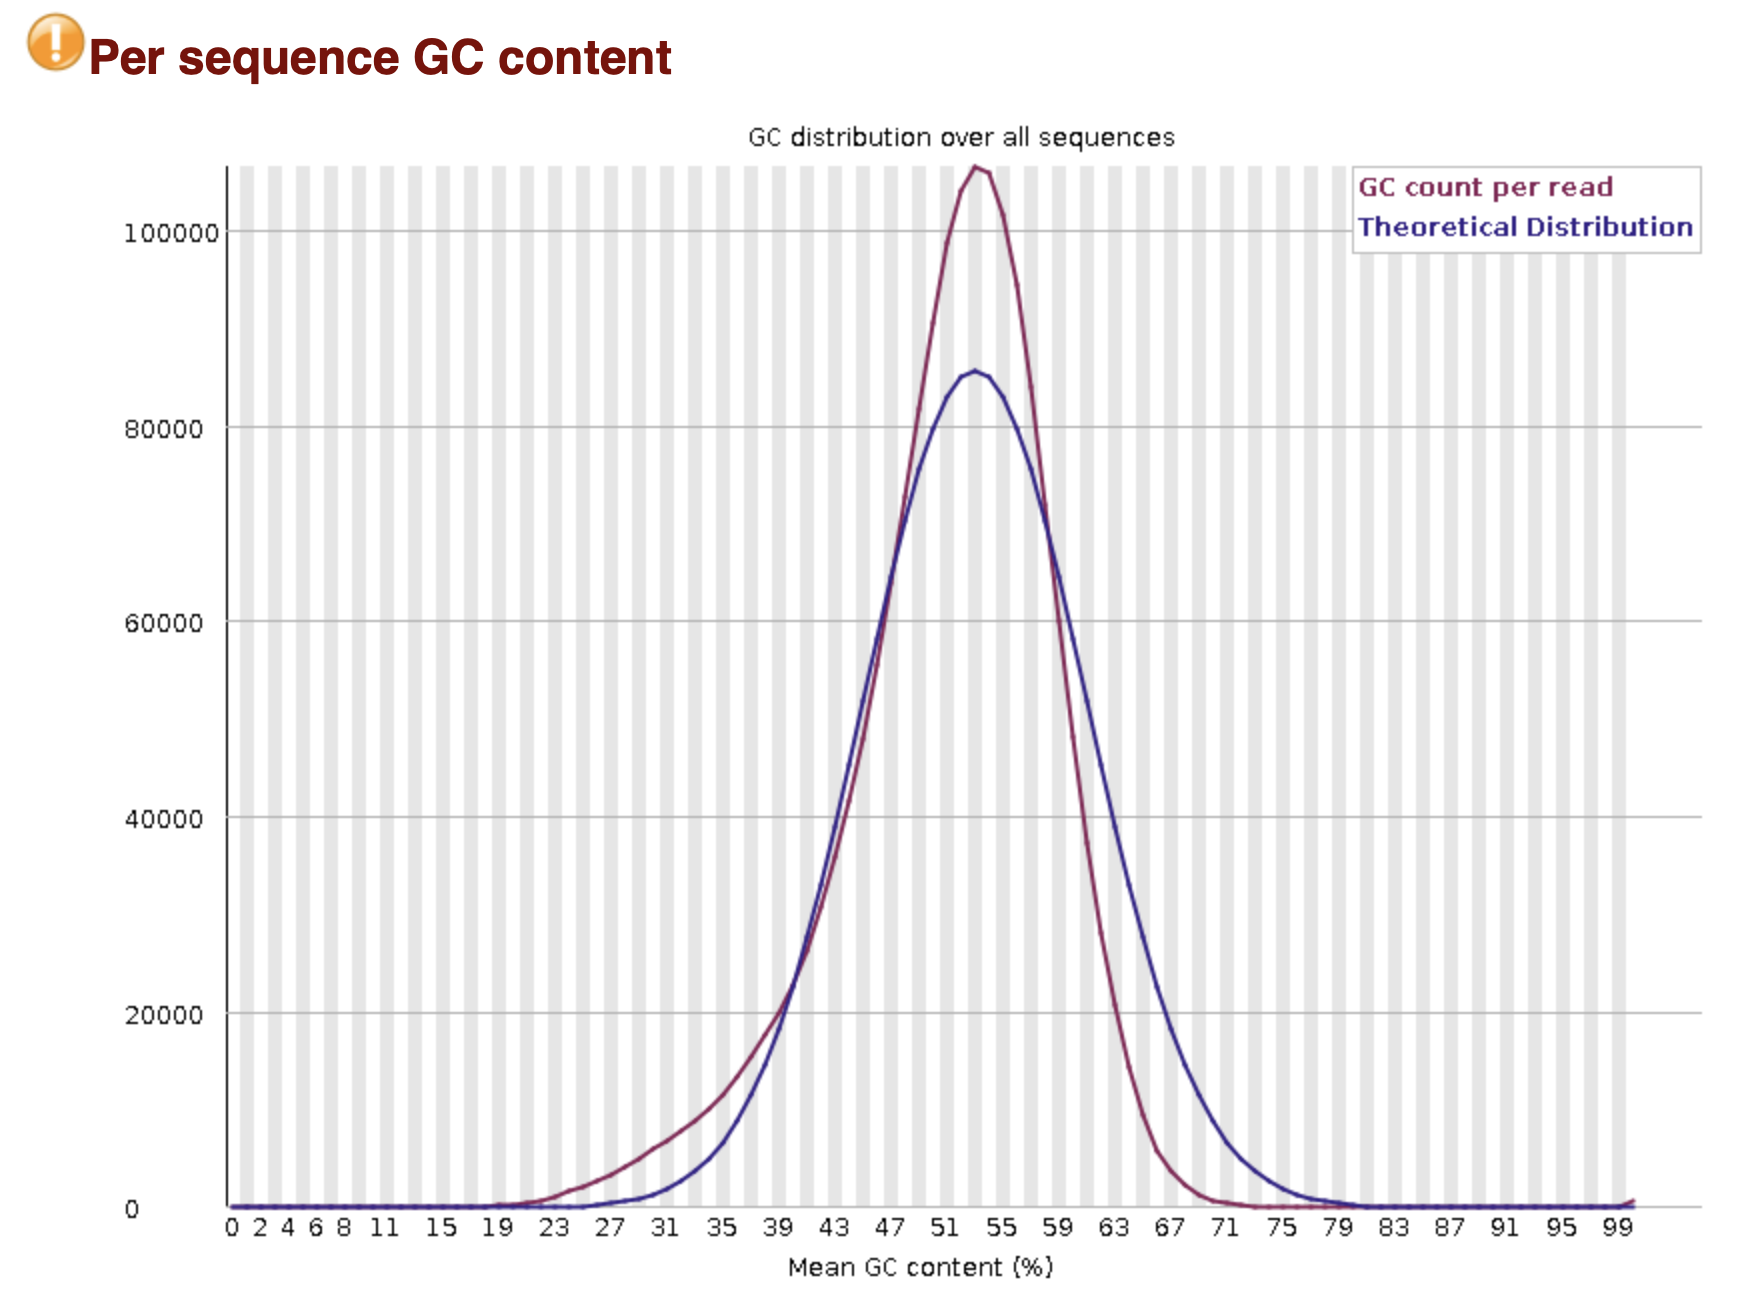 Per sequence GC content
GC distribution over all sequences
GC count per read
Theoretical Distribution
100000
80000
60000
40000
20000
0
0 2 4 6 8 11 15 19 23 27 31 35 39 43 47 51 55 59 63 67 71 75 79 83 87 91 95 99
Mean GC content (%)